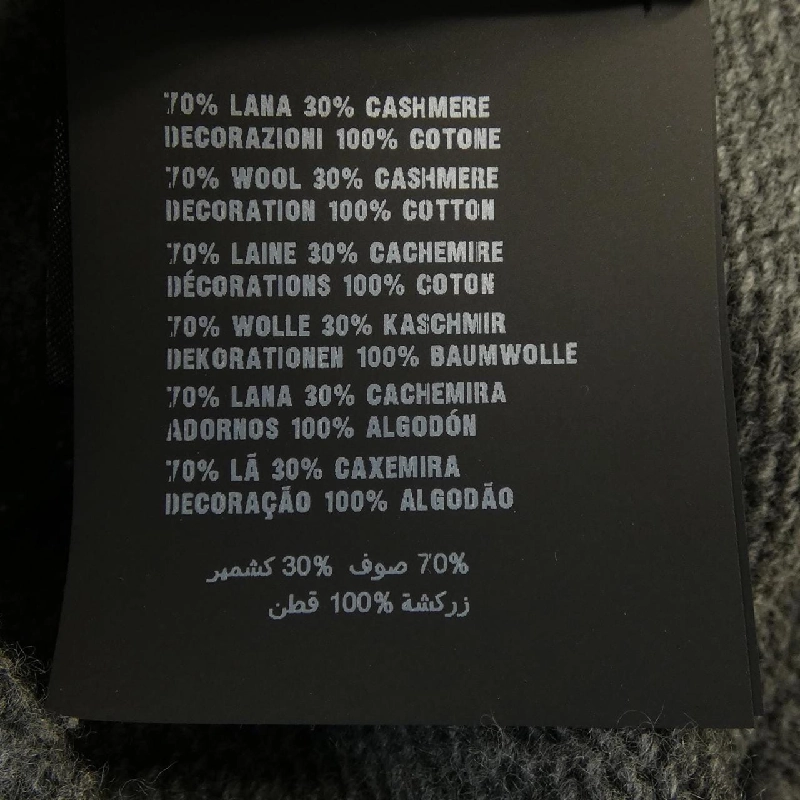 70% LANA 30% CASHMERE
DECORAZIONI 100% COTONE
70% WOOL 30% CASHMERE
DECORATION 100% COTTON
70% LAINE 30% CACHEMIRE
DÉCORATIONS 100% COTON
70% WOLLE 30% KASCHMIR
DEKORATIONEN 100% BAUMWOLLE
70% LANA 30% CACHEMIRA
ADORNOS 100% ALGODÓN
70% LÃ 30% CAXEMIRA
DECORAÇÃO 100% ALGODÃO
70% صوف 30% كشمير
زركشة 100% قطن